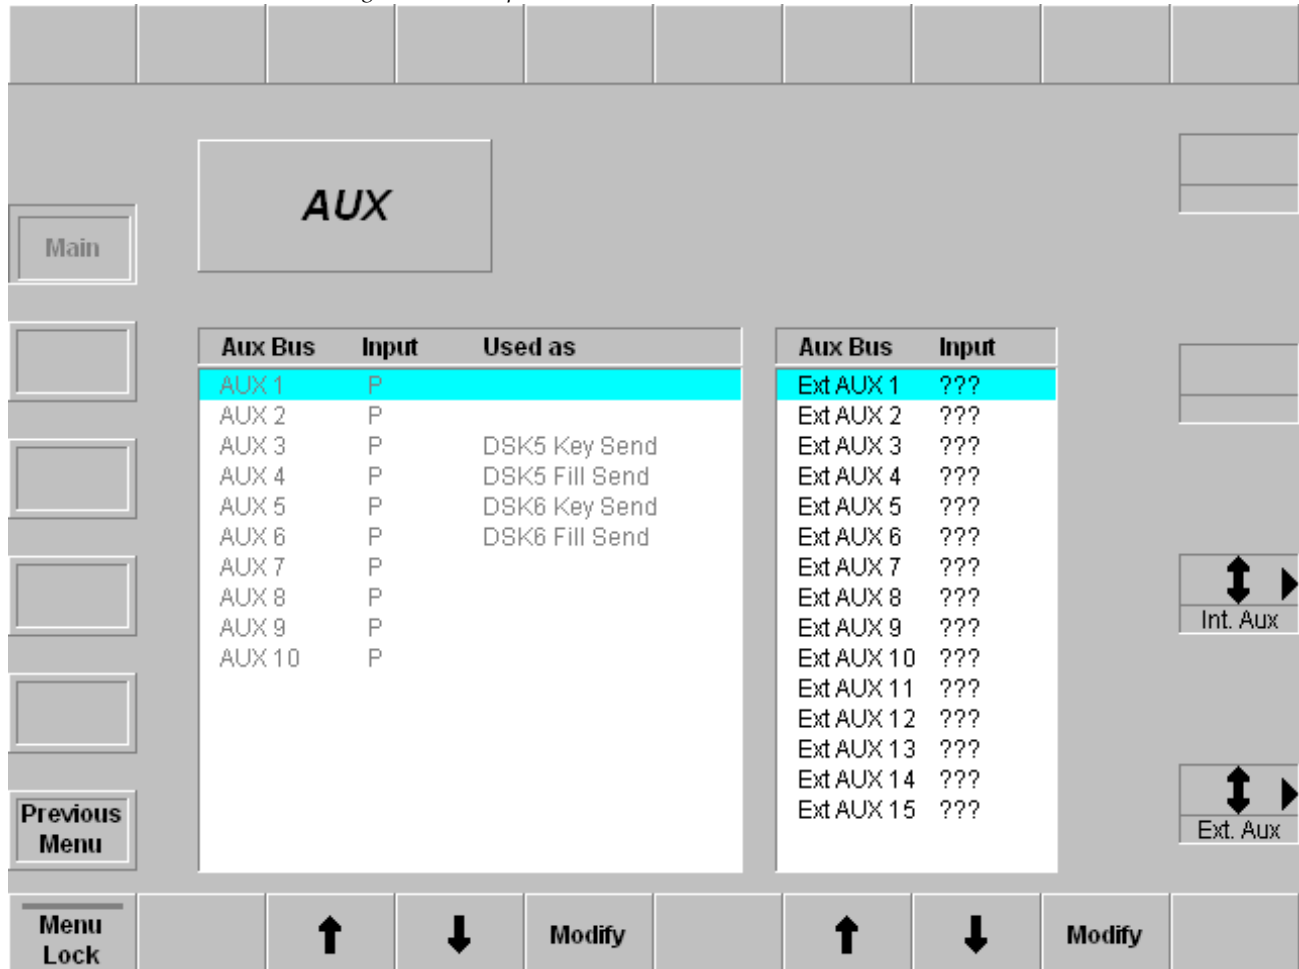 AUX
Main
Aux Bus Input Used as
AUX 1 P
AUX 2 P
AUX 3 P DSK5 Key Send
AUX 4 P DSK5 Fill Send
AUX 5 P DSK6 Key Send
AUX 6 P DSK6 Fill Send
AUX 7 P
AUX 8 P
AUX 9 P
AUX 10 P
Aux Bus Input
Ext AUX 1 ???
Ext AUX 2 ???
Ext AUX 3 ???
Ext AUX 4 ???
Ext AUX 5 ???
Ext AUX 6 ???
Ext AUX 7 ???
Ext AUX 8 ???
Ext AUX 9 ???
Ext AUX 10 ???
Ext AUX 11 ???
Ext AUX 12 ???
Ext AUX 13 ???
Ext AUX 14 ???
Ext AUX 15 ???
Int. Aux
Ext. Aux
Previous
Menu
Menu
Lock
Modify
Modify